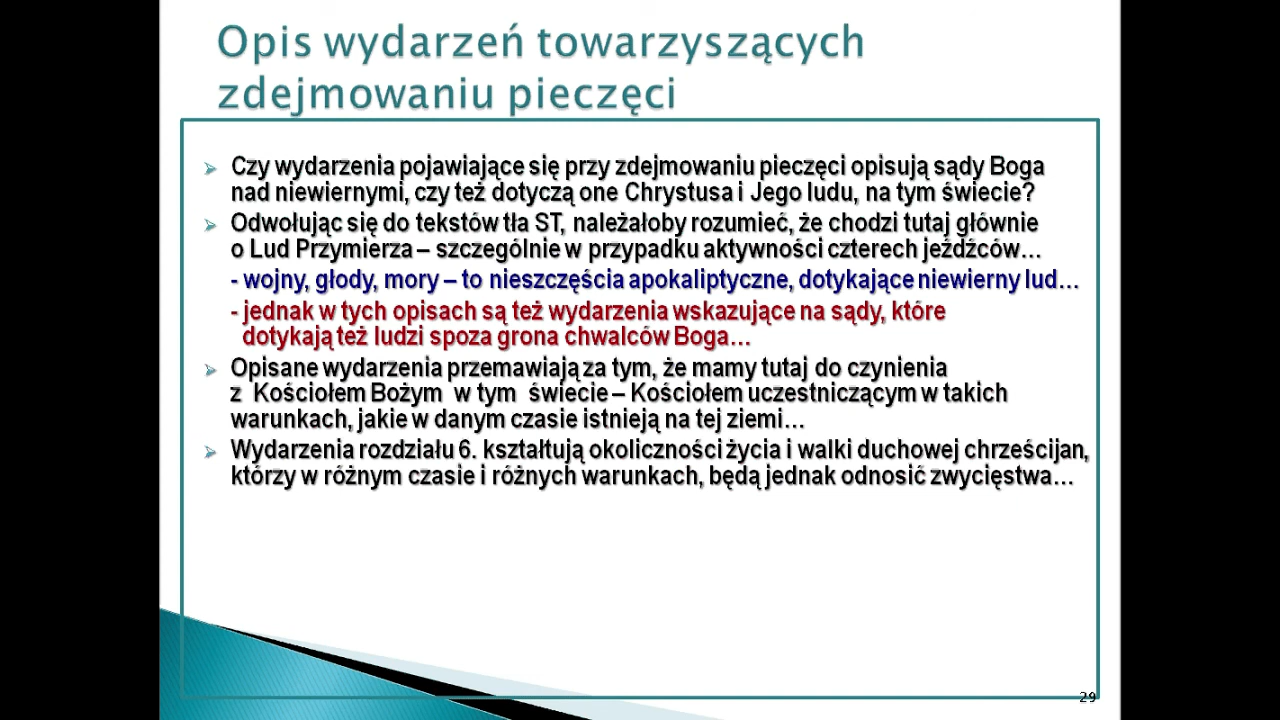 Opis wydarzeń towarzyszących
zdejmowaniu pieczęci
Czy wydarzenia pojawiające się przy zdejmowaniu pieczęci opisują sądy Boga
nad niewiernymi, czy też dotyczą one Chrystusa i Jego ludu, na tym świecie?
Odwołując się do tekstów tła ST, należałoby rozumieć, że chodzi tutaj głównie
o Lud Przymierza – szczególnie w przypadku aktywności czterech jeźdźców…
- wojny, głody, mory – to nieszczęścia apokaliptyczne, dotykające niewierny lud…
- jednak w tych opisach są też wydarzenia wskazujące na sądy, które
dotykają też ludzi spoza grona chwalców Boga…
Opisane wydarzenia przemawiają za tym, że mamy tutaj do czynienia
z Kościołem Bożym w tym świecie – Kościołem uczestniczącym w takich
warunkach, jakie w danym czasie istnieją na tej ziemi…
Wydarzenia rozdziału 6. kształtują okoliczności życia i walki duchowej chrześcijan,
którzy w różnym czasie i różnych warunkach, będą jednak odnosić zwycięstwa…
29